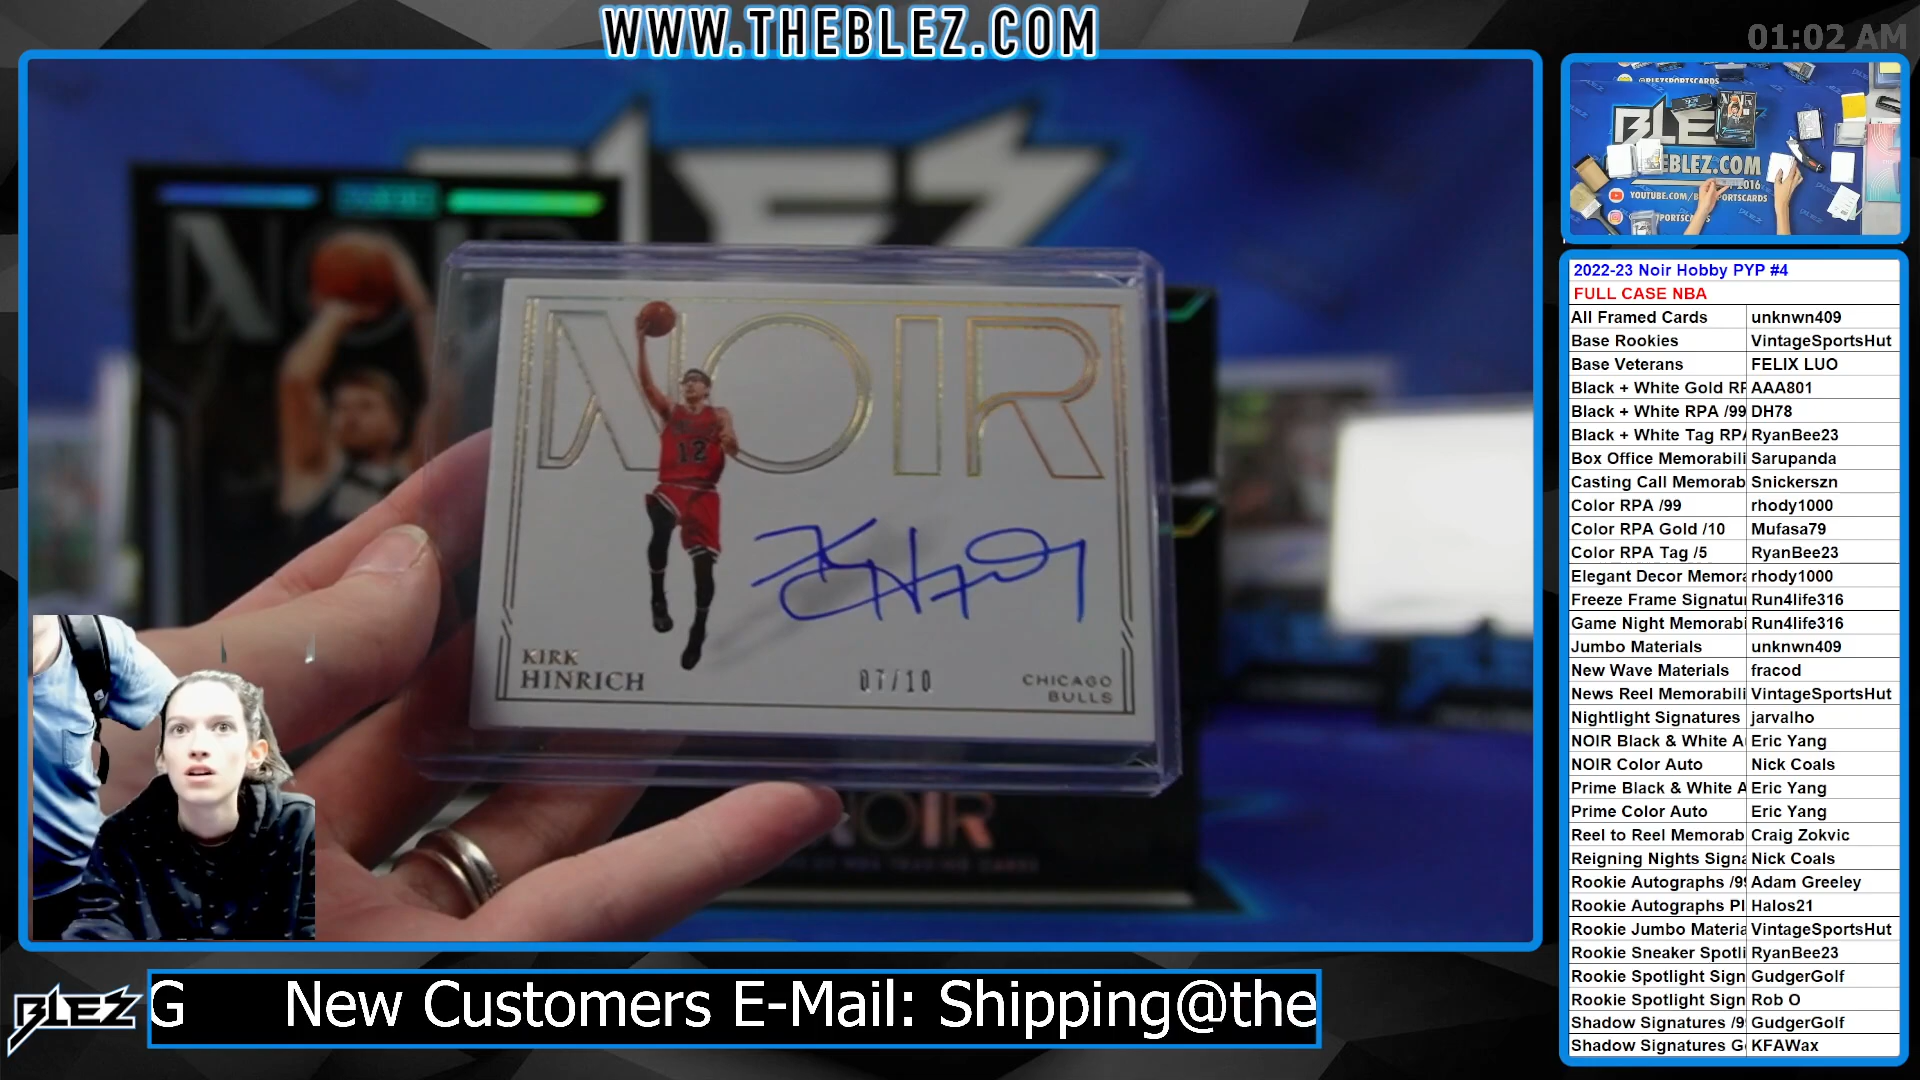 WWW.THEBLEZ.COM
01:02 AM
NOIR
12
KIRK
HINRICH
07/10
CHICAGO
BULLS
NOIR
BLEZ
G New Customers E-Mail: Shipping@the
@BLEZSPORTSCARDS
NOIR
2016
2022-23 Noir Hobby PYP #4
FULL CASE NBA
All Framed Cards unknwn409
Base Rookies VintageSportsHut
Base Veterans FELIX LUO
Black + White Gold RP AAA801
Black + White RPA /99 DH78
Black + White Tag RPA RyanBee23
Box Office Memorabili Sarupanda
Casting Call Memorab Snickerszn
Color RPA /99 rhody1000
Color RPA Gold /10 Mufasa79
Color RPA Tag /5 RyanBee23
Elegant Decor Memora rhody1000
Freeze Frame Signatur Run4life316
Game Night Memorabi Run4life316
Jumbo Materials unknwn409
New Wave Materials fracod
News Reel Memorabili VintageSportsHut
Nightlight Signatures jarvalho
NOIR Black & White A Eric Yang
NOIR Color Auto Nick Coals
Prime Black & White A Eric Yang
Prime Color Auto Eric Yang
Reel to Reel Memorab Craig Zokvic
Reigning Nights Signa Nick Coals
Rookie Autographs /99 Adam Greeley
Rookie Autographs Pl Halos21
Rookie Jumbo Materia VintageSportsHut
Rookie Sneaker Spotli RyanBee23
Rookie Spotlight Sign GudgerGolf
Rookie Spotlight Sign Rob O
Shadow Signatures /9 GudgerGolf
Shadow Signatures G KFAWax